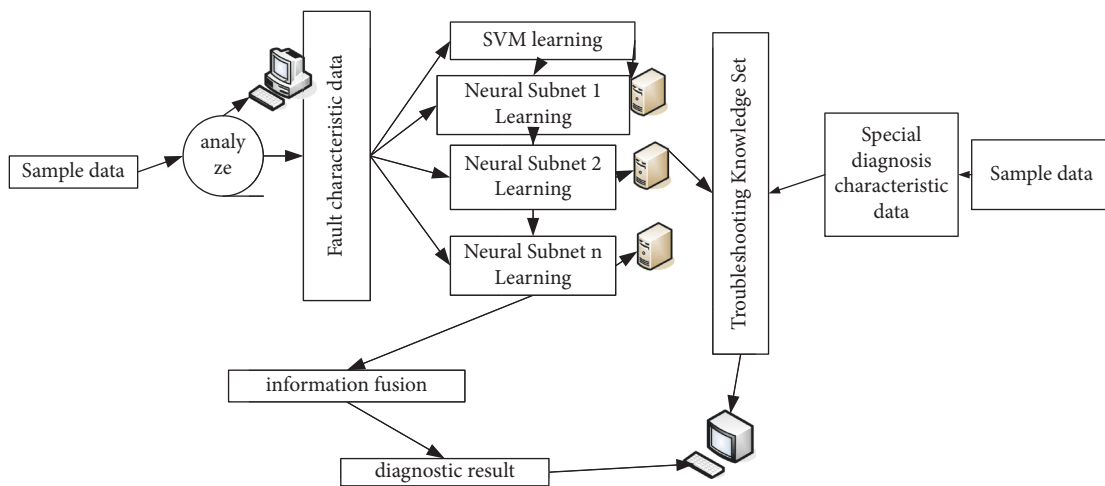 Sample data
analy
ze
Fault characteristic data
SVM learning
Neural Subnet 1
Learning
Neural Subnet 2
Learning
Neural Subnet n
Learning
Troubleshooting Knowledge Set
Special
diagnosis
characteristic
data
Sample data
information fusion
diagnostic result